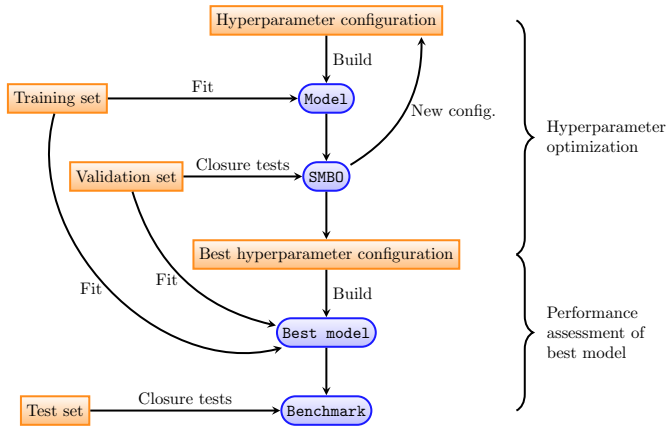 Hyperparameter configuration
Build
Training set
Fit
Model
New config.
Hyperparameter
optimization
Validation set
Closure tests
SMBO
Best hyperparameter configuration
Fit
Fit
Build
Performance
assessment of
best model
Best model
Test set
Closure tests
Benchmark